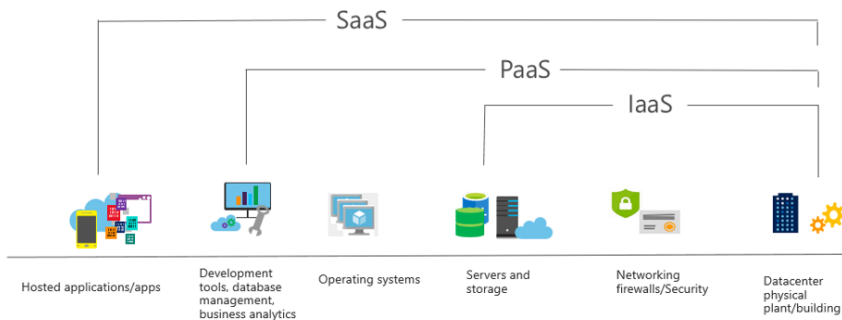 SaaS
PaaS
IaaS
Hosted applications/apps
Development
tools, database
management,
business analytics
Operating systems
Servers and
storage
Networking
firewalls/Security
Datacenter
physical
plant/building